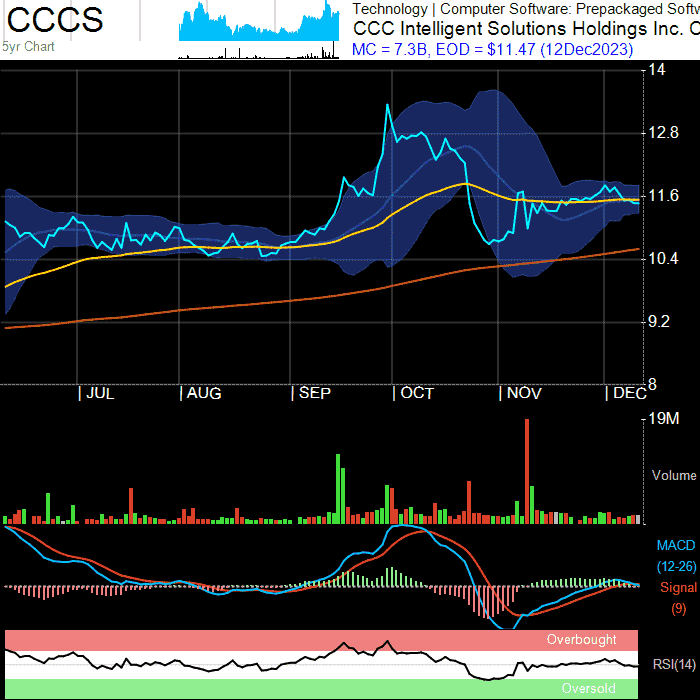 CCCS
5yr Chart
Technology | Computer Software: Prepackaged Softw
CCC Intelligent Solutions Holdings Inc. C
MC = 7.3B, EOD = $11.47 (12Dec2023)
14
12.8
11.6
10.4
9.2
8
JUL AUG SEP OCT NOV DEC
19M
Volume
MACD
(12-26)
Signal
(9)
Overbought
RSI(14)
Oversold